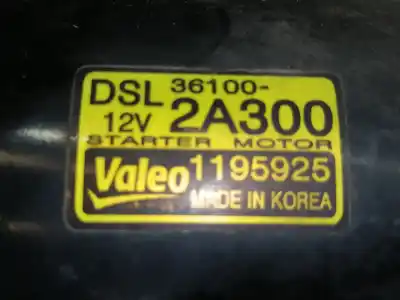 DSL 36100-
12V 2A300
STARTER MOTOR
Valeo 1195925
MADE IN KOREA